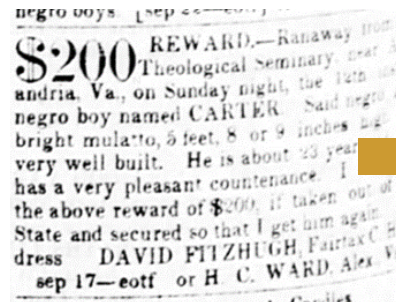 negro boys [sep
$200 REWARD.—Ranaway from
Theological Seminary, near
andria, Va., on Sunday night, the 12th
negro boy named CARTER. Said negro
bright mulatto, 5 feet, 8 or 9 inches
very well built. He is about 23 year
has a very pleasant countenance. I
the above reward of $200, if taken out of
State and secured so that I get him again
dress DAVID FITZHUGH, Fairfax C
sep 17—eotf or H. C. WARD, Alex